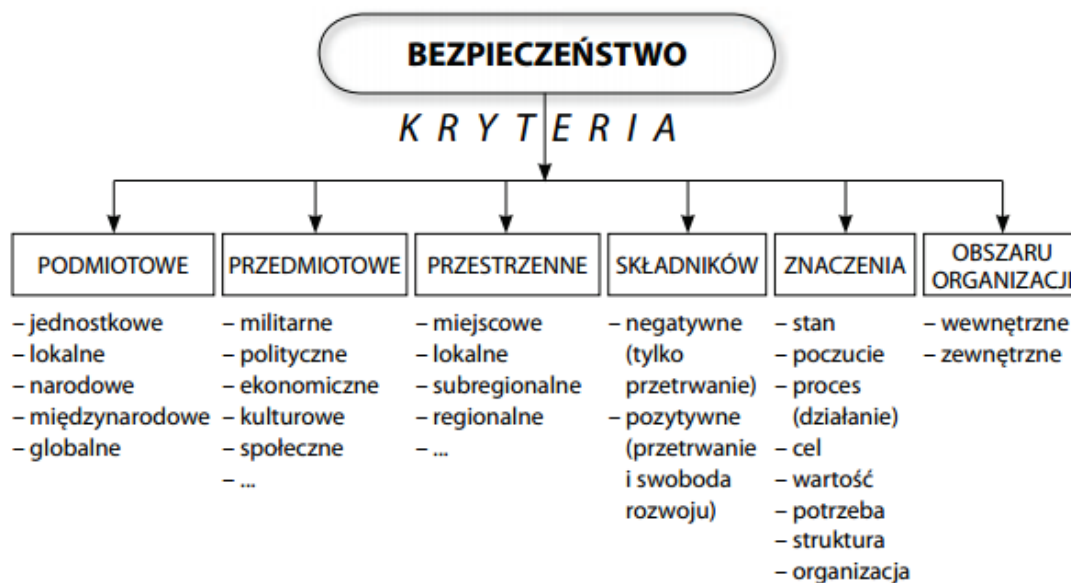 BEZPIECZEŃSTWO
KRYTERIA
PODMIOTOWE
– jednostkowe
– lokalne
– narodowe
– międzynarodowe
– globalne
PRZEDMIOTOWE
– militarne
– polityczne
– ekonomiczne
– kulturowe
– społeczne
– ...
PRZESTRZENNE
– miejscowe
– lokalne
– subregionalne
– regionalne
– ...
SKŁADNIKÓW
– negatywne
(tylko
przetrwanie)
– pozytywne
(przetrwanie
i swoboda
rozwoju)
ZNACZENIA
– stan
– poczucie
– proces
(działanie)
– cel
– wartość
– potrzeba
– struktura
– organizacja
OBSZARU
ORGANIZACJI
– wewnętrzne
– zewnętrzne